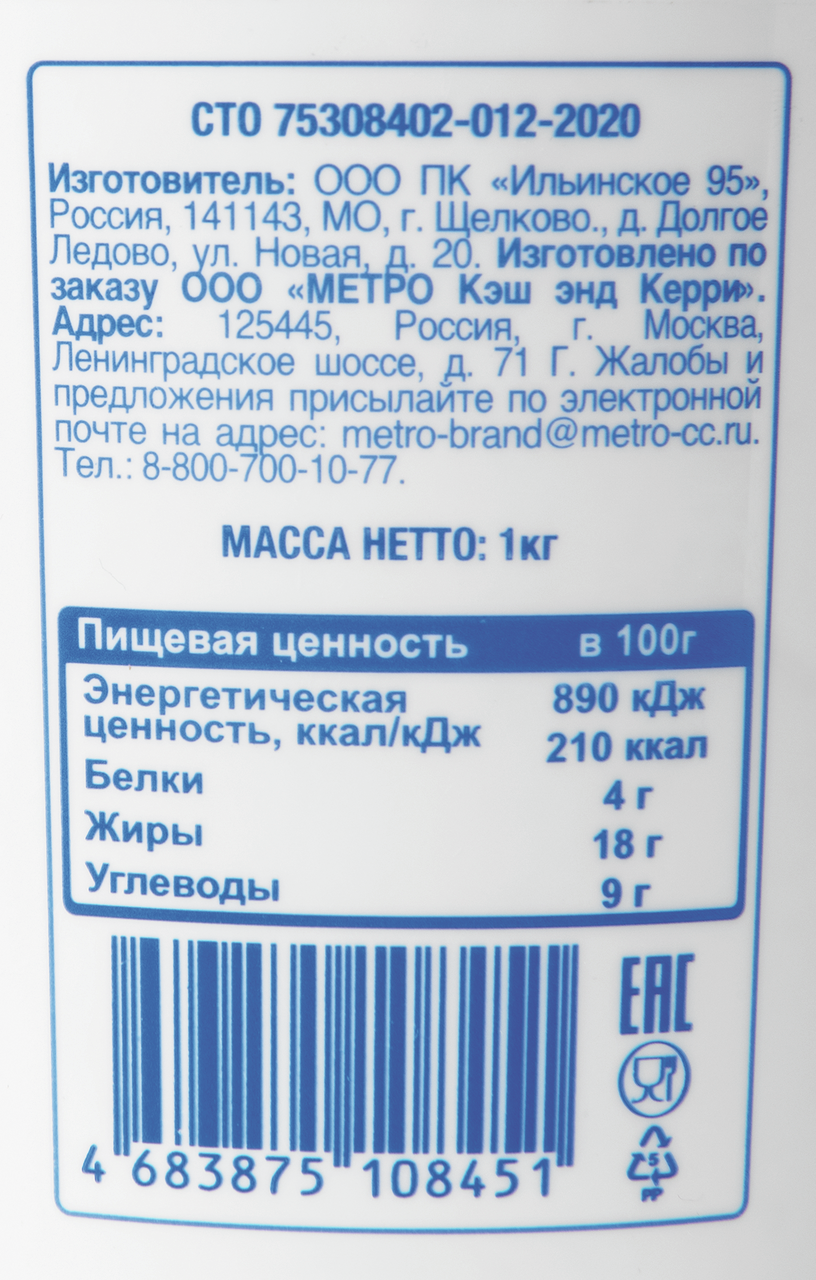 СТО 75308402-012-2020
Изготовитель: ООО ПК «Ильинское 95»,
Россия, 141143, МО, г. Щелково., д. Долгое
Ледово, ул. Новая, д. 20. Изготовлено по
заказу ООО «МЕТРО Кэш энд Керри».
Адрес: 125445, Россия, г. Москва,
Ленинградское шоссе, д. 71 Г. Жалобы и
предложения присылайте по электронной
почте на адрес: metro-brand@metro-cc.ru.
Тел.: 8-800-700-10-77.
МАССА НЕТТО: 1кг
Пищевая ценность в 100г
Энергетическая 890 кДж
ценность, ккал/кДж 210 ккал
Белки 4 г
Жиры 18 г
Углеводы 9 г
4 683875 108451
EAC
5
PP